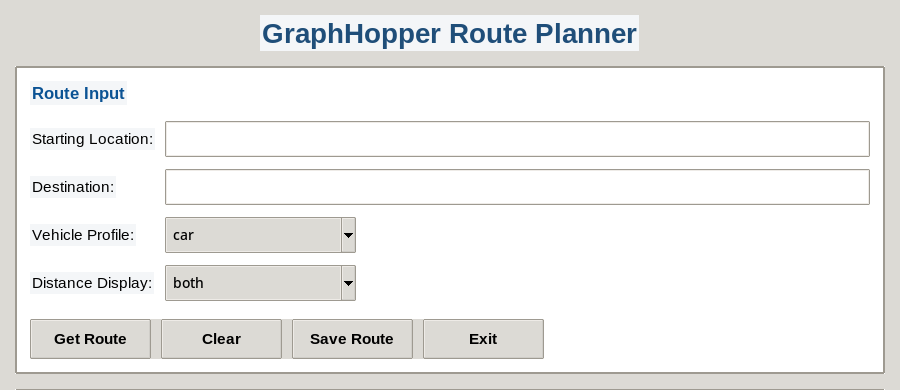 GraphHopper Route Planner
Route Input
Starting Location:
Destination:
Vehicle Profile: car
Distance Display: both
Get Route Clear Save Route Exit